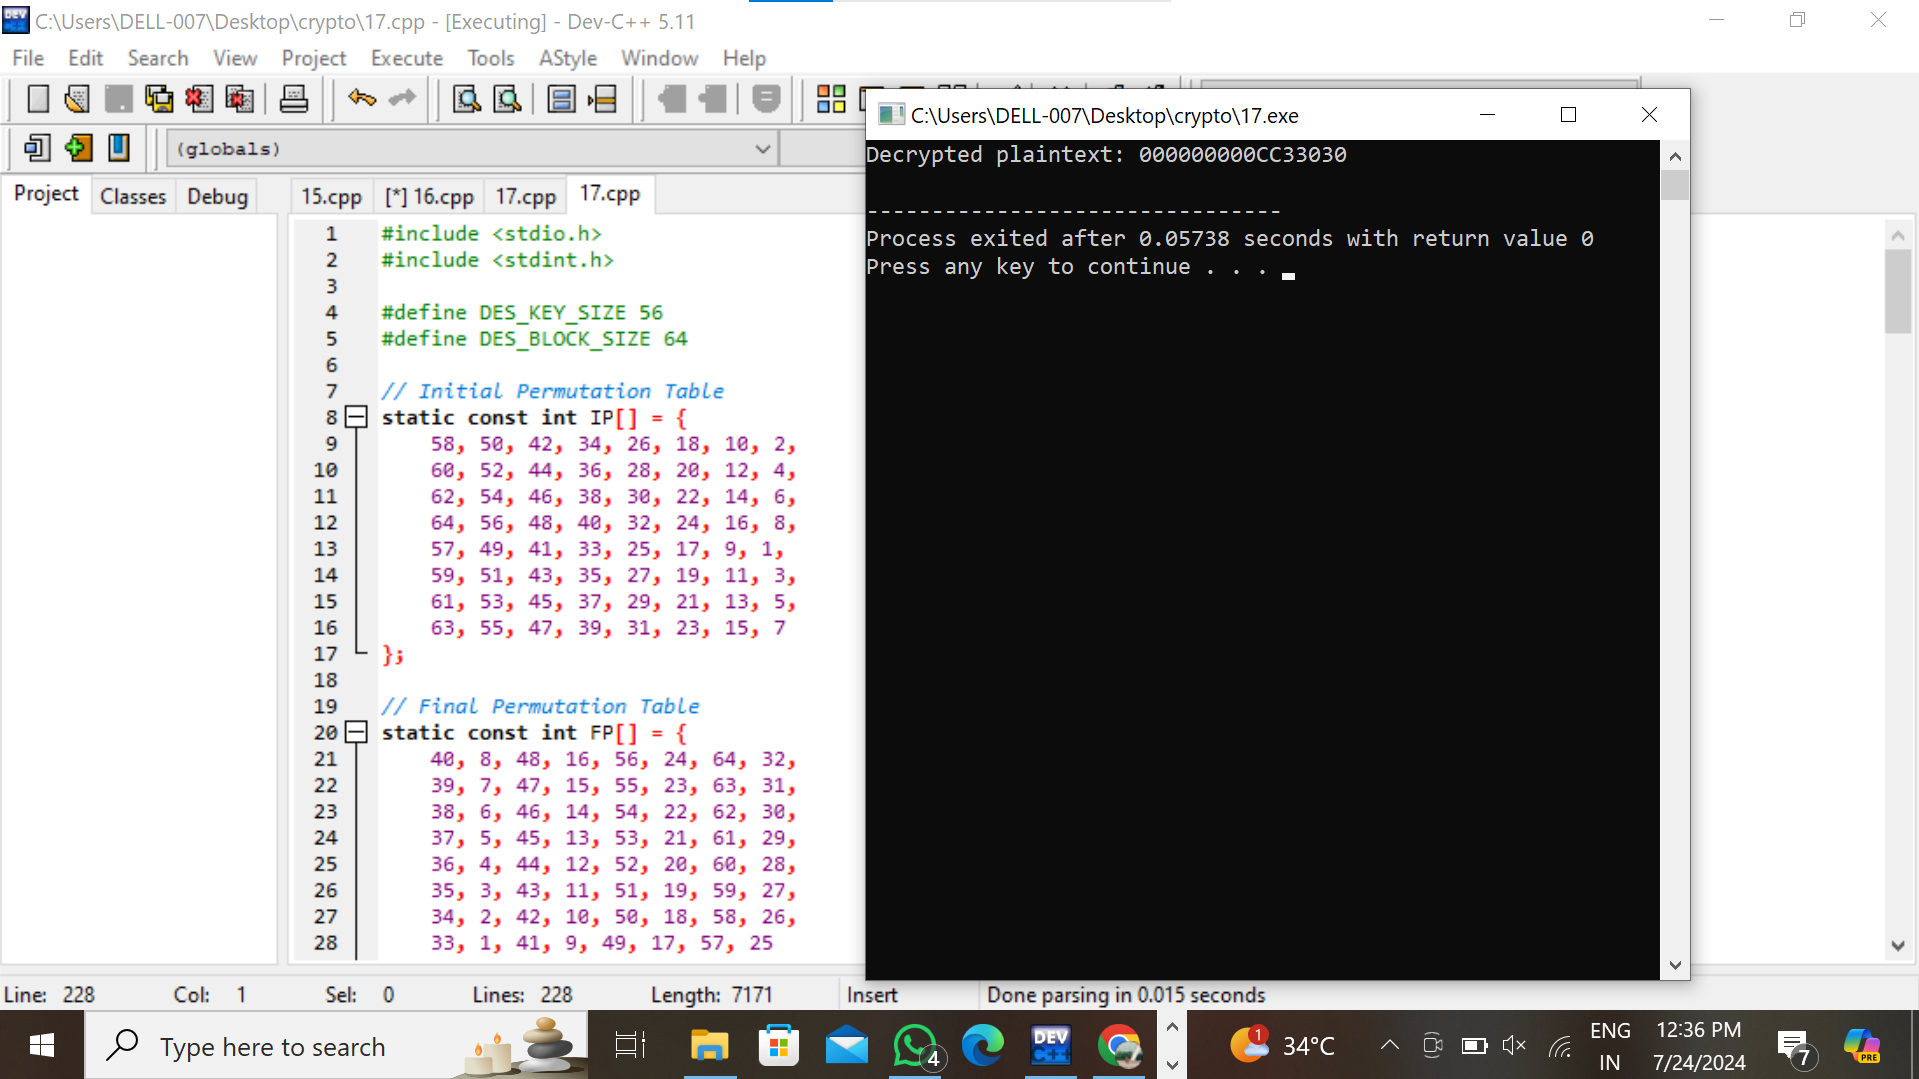 C:\Users\DELL-007\Desktop\crypto\17.cpp - [Executing] - Dev-C++ 5.11
File Edit Search View Project Execute Tools AStyle Window Help
(globals)
Project Classes Debug
15.cpp [*] 16.cpp 17.cpp 17.cpp
1 #include <stdio.h>
2 #include <stdint.h>
3
4 #define DES_KEY_SIZE 56
5 #define DES_BLOCK_SIZE 64
6
7 // Initial Permutation Table
8 static const int IP[] = {
9 58, 50, 42, 34, 26, 18, 10, 2,
10 60, 52, 44, 36, 28, 20, 12, 4,
11 62, 54, 46, 38, 30, 22, 14, 6,
12 64, 56, 48, 40, 32, 24, 16, 8,
13 57, 49, 41, 33, 25, 17, 9, 1,
14 59, 51, 43, 35, 27, 19, 11, 3,
15 61, 53, 45, 37, 29, 21, 13, 5,
16 63, 55, 47, 39, 31, 23, 15, 7
17 };
18
19 // Final Permutation Table
20 static const int FP[] = {
21 40, 8, 48, 16, 56, 24, 64, 32,
22 39, 7, 47, 15, 55, 23, 63, 31,
23 38, 6, 46, 14, 54, 22, 62, 30,
24 37, 5, 45, 13, 53, 21, 61, 29,
25 36, 4, 44, 12, 52, 20, 60, 28,
26 35, 3, 43, 11, 51, 19, 59, 27,
27 34, 2, 42, 10, 50, 18, 58, 26,
28 33, 1, 41, 9, 49, 17, 57, 25
C:\Users\DELL-007\Desktop\crypto\17.exe
Decrypted plaintext: 000000000CC33030
--------------------------------
Process exited after 0.05738 seconds with return value 0
Press any key to continue . . .
Line: 228 Col: 1 Sel: 0 Lines: 228 Length: 7171 Insert Done parsing in 0.015 seconds
Type here to search
4
DEV C++
1
34°C
ENG
IN
12:36 PM
7/24/2024
7
PRE